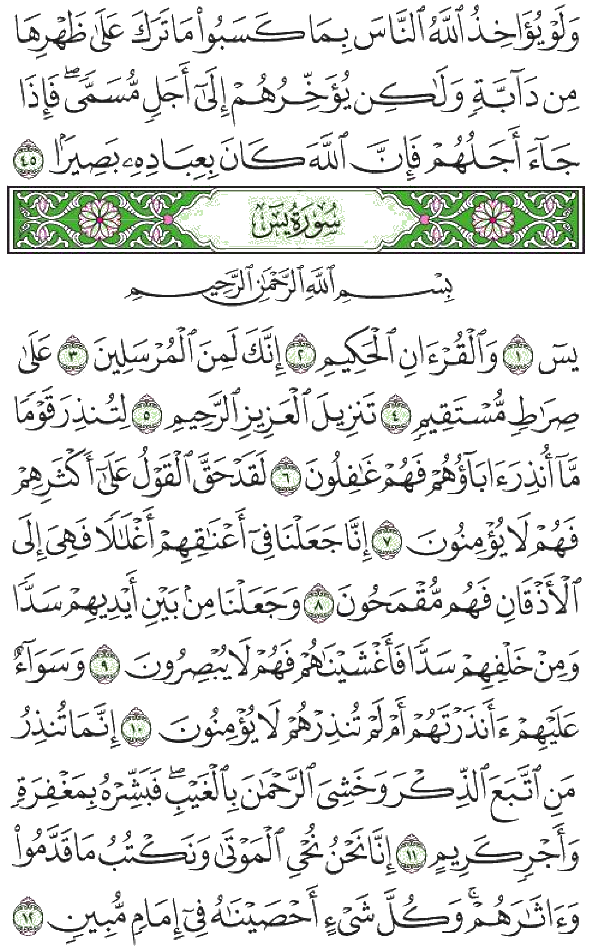 وَلَوْ يُؤَاخِذُ ٱللَّهُ ٱلنَّاسَ بِمَا كَسَبُوا۟ مَا تَرَكَ عَلَىٰ ظَهْرِهَا
مِن دَآبَّةٍ وَلَٰكِن يُؤَخِّرُهُمْ إِلَىٰٓ أَجَلٍ مُّسَمًّى ۖ فَإِذَا
جَآءَ أَجَلُهُمْ فَإِنَّ ٱللَّهَ كَانَ بِعِبَادِهِۦ بَصِيرًۢا ٤٥
سُورَةُ يسٓ
بِسْمِ ٱللَّهِ ٱلرَّحْمَٰنِ ٱلرَّحِيمِ
يسٓ ١ وَٱلْقُرْءَانِ ٱلْحَكِيمِ ٢ إِنَّكَ لَمِنَ ٱلْمُرْسَلِينَ ٣ عَلَىٰ
صِرَٰطٍ مُّسْتَقِيمٍ ٤ تَنزِيلَ ٱلْعَزِيزِ ٱلرَّحِيمِ ٥ لِتُنذِرَ قَوْمًا
مَّآ أُنذِرَ ءَابَآؤُهُمْ فَهُمْ غَٰفِلُونَ ٦ لَقَدْ حَقَّ ٱلْقَوْلُ عَلَىٰٓ أَكْثَرِهِمْ
فَهُمْ لَا يُؤْمِنُونَ ٧ إِنَّا جَعَلْنَا فِىٓ أَعْنَٰقِهِمْ أَغْلَٰلًا فَهِىَ إِلَى
ٱلْأَذْقَانِ فَهُم مُّقْمَحُونَ ٨ وَجَعَلْنَا مِنۢ بَيْنِ أَيْدِيهِمْ سَدًّا
وَمِنْ خَلْفِهِمْ سَدًّا فَأَغْشَيْنَٰهُمْ فَهُمْ لَا يُبْصِرُونَ ٩ وَسَوَآءٌ
عَلَيْهِمْ ءَأَنذَرْتَهُمْ أَمْ لَمْ تُنذِرْهُمْ لَا يُؤْمِنُونَ ١٠ إِنَّمَا تُنذِرُ
مَنِ ٱتَّبَعَ ٱلذِّكْرَ وَخَشِىَ ٱلرَّحْمَٰنَ بِٱلْغَيْبِ ۖ فَبَشِّرْهُ بِمَغْفِرَةٍ
وَأَجْرٍ كَرِيمٍ ١١ إِنَّا نَحْنُ نُحْىِ ٱلْمَوْتَىٰ وَنَكْتُبُ مَا قَدَّمُوا۟
وَءَاثَٰرَهُمْ ۚ وَكُلَّ شَىْءٍ أَحْصَيْنَٰهُ فِىٓ إِمَامٍ مُّبِينٍ ١٢